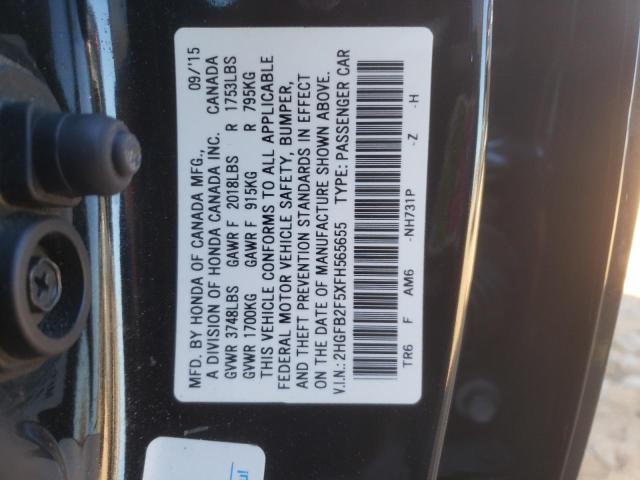 MFD. BY HONDA OF CANADA MFG., 09/'15
A DIVISION OF HONDA CANADA INC. CANADA
GVWR 3748LBS GAWR F 2018LBS R 1753LBS
GVWR 1700KG GAWR F 915KG R 795KG
THIS VEHICLE CONFORMS TO ALL APPLICABLE
FEDERAL MOTOR VEHICLE SAFETY, BUMPER,
AND THEFT PREVENTION STANDARDS IN EFFECT
ON THE DATE OF MANUFACTURE SHOWN ABOVE.
V.I.N.: 2HGFB2F5XFH565655 TYPE: PASSENGER CAR
TR6 F AM6 -NH731P -Z -H